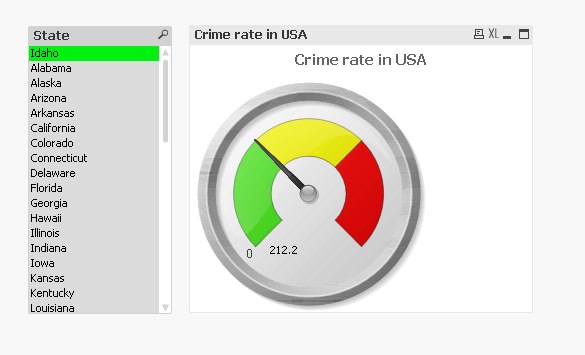 State
Idaho
Alabama
Alaska
Arizona
Arkansas
California
Colorado
Connecticut
Delaware
Florida
Georgia
Hawaii
Illinois
Indiana
Iowa
Kansas
Kentucky
Louisiana
Crime rate in USA XL
Crime rate in USA
0 212.2